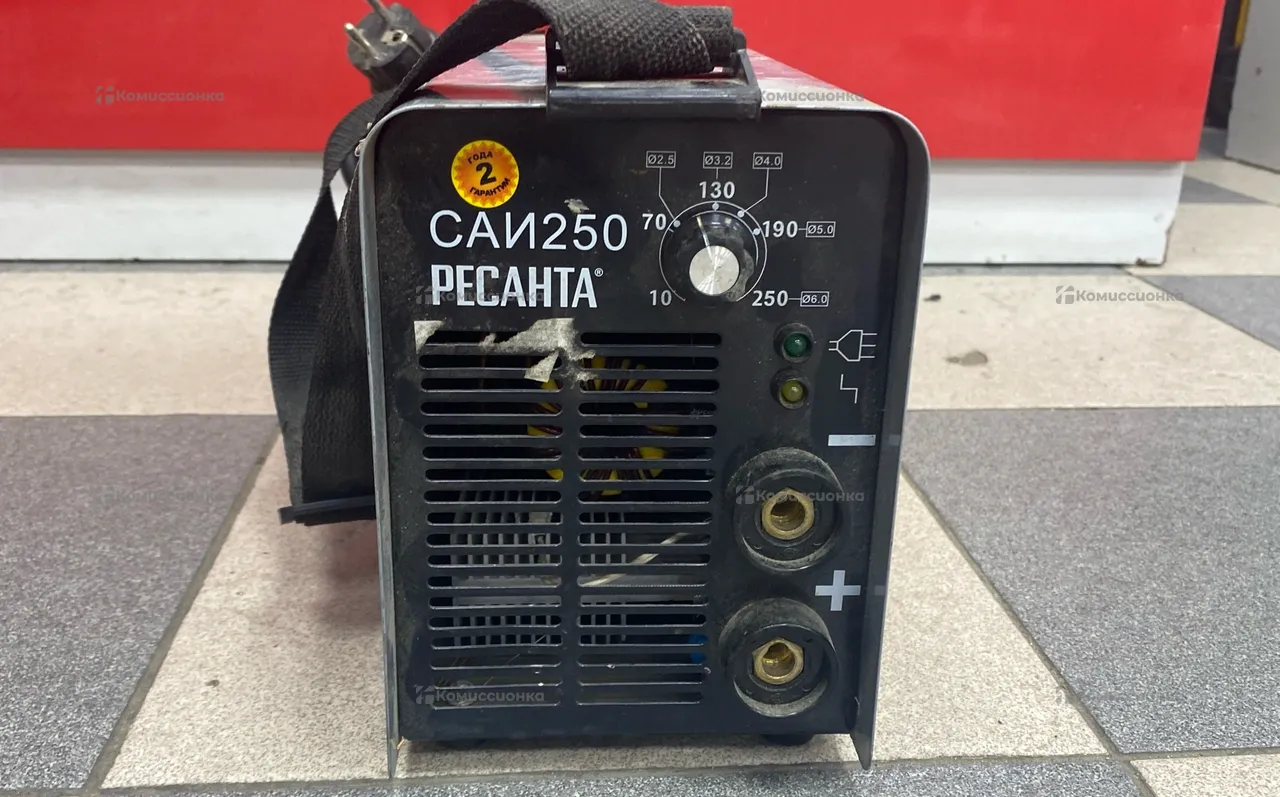 Комиссионка
Комиссионка
2 ГОДА ГАРАНТИИ
САИ250
РЕСАНТА®
Ø2.5 Ø3.2 Ø4.0
130
70
190 Ø5.0
10
250 Ø6.0
Комиссионка
Комиссионка
−
Комиссионка
+
Комиссионка